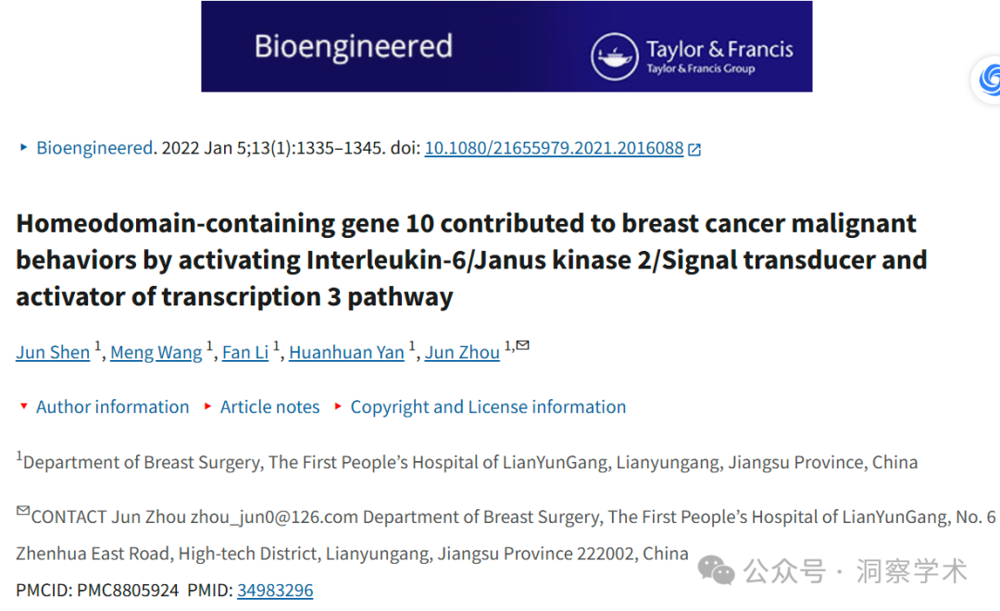 Bioengineered
Taylor & Francis
Taylor & Francis Group
Bioengineered. 2022 Jan 5;13(1):1335–1345. doi: 10.1080/21655979.2021.2016088
Homeodomain-containing gene 10 contributed to breast cancer malignant
behaviors by activating Interleukin-6/Janus kinase 2/Signal transducer and
activator of transcription 3 pathway
Jun Shen 1, Meng Wang 1, Fan Li 1, Huanhuan Yan 1, Jun Zhou 1,✉
Author information Article notes Copyright and License information
1Department of Breast Surgery, The First People’s Hospital of LianYunGang, Lianyungang, Jiangsu Province, China
✉CONTACT Jun Zhou zhou_jun0@126.com Department of Breast Surgery, The First People’s Hospital of LianYunGang, No. 6
Zhenhua East Road, High-tech District, Lianyungang, Jiangsu Province 222002, China
公众号 · 洞察学术
PMCID: PMC8805924 PMID: 34983296